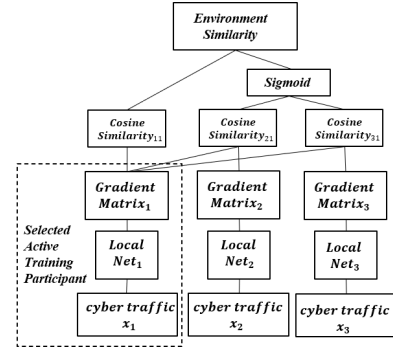 Environment
Similarity
Sigmoid
Cosine
Similarity₁₁
Cosine
Similarity₂₁
Cosine
Similarity₃₁
Gradient
Matrix₁
Gradient
Matrix₂
Gradient
Matrix₃
Selected
Active
Training
Participant
Local
Net₁
Local
Net₂
Local
Net₃
cyber traffic
x₁
cyber traffic
x₂
cyber traffic
x₃